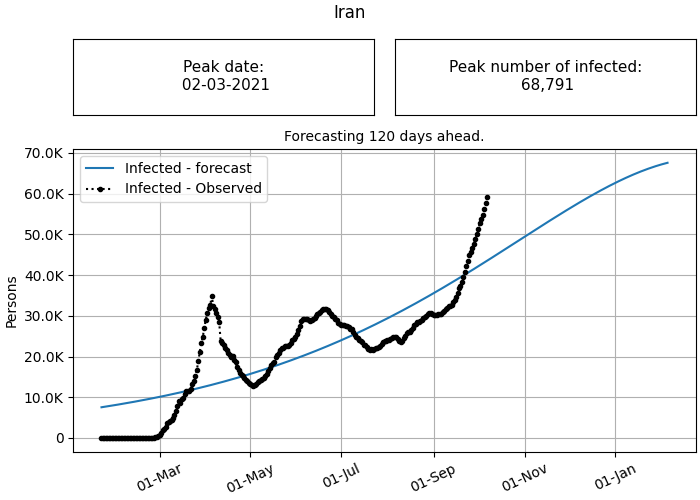 Iran
Peak date:
02-03-2021
Peak number of infected:
68,791
Forecasting 120 days ahead.
70.0K
60.0K
50.0K
40.0K
30.0K
20.0K
10.0K
0
Persons
Infected - forecast
Infected - Observed
01-Mar
01-May
01-Jul
01-Sep
01-Nov
01-Jan